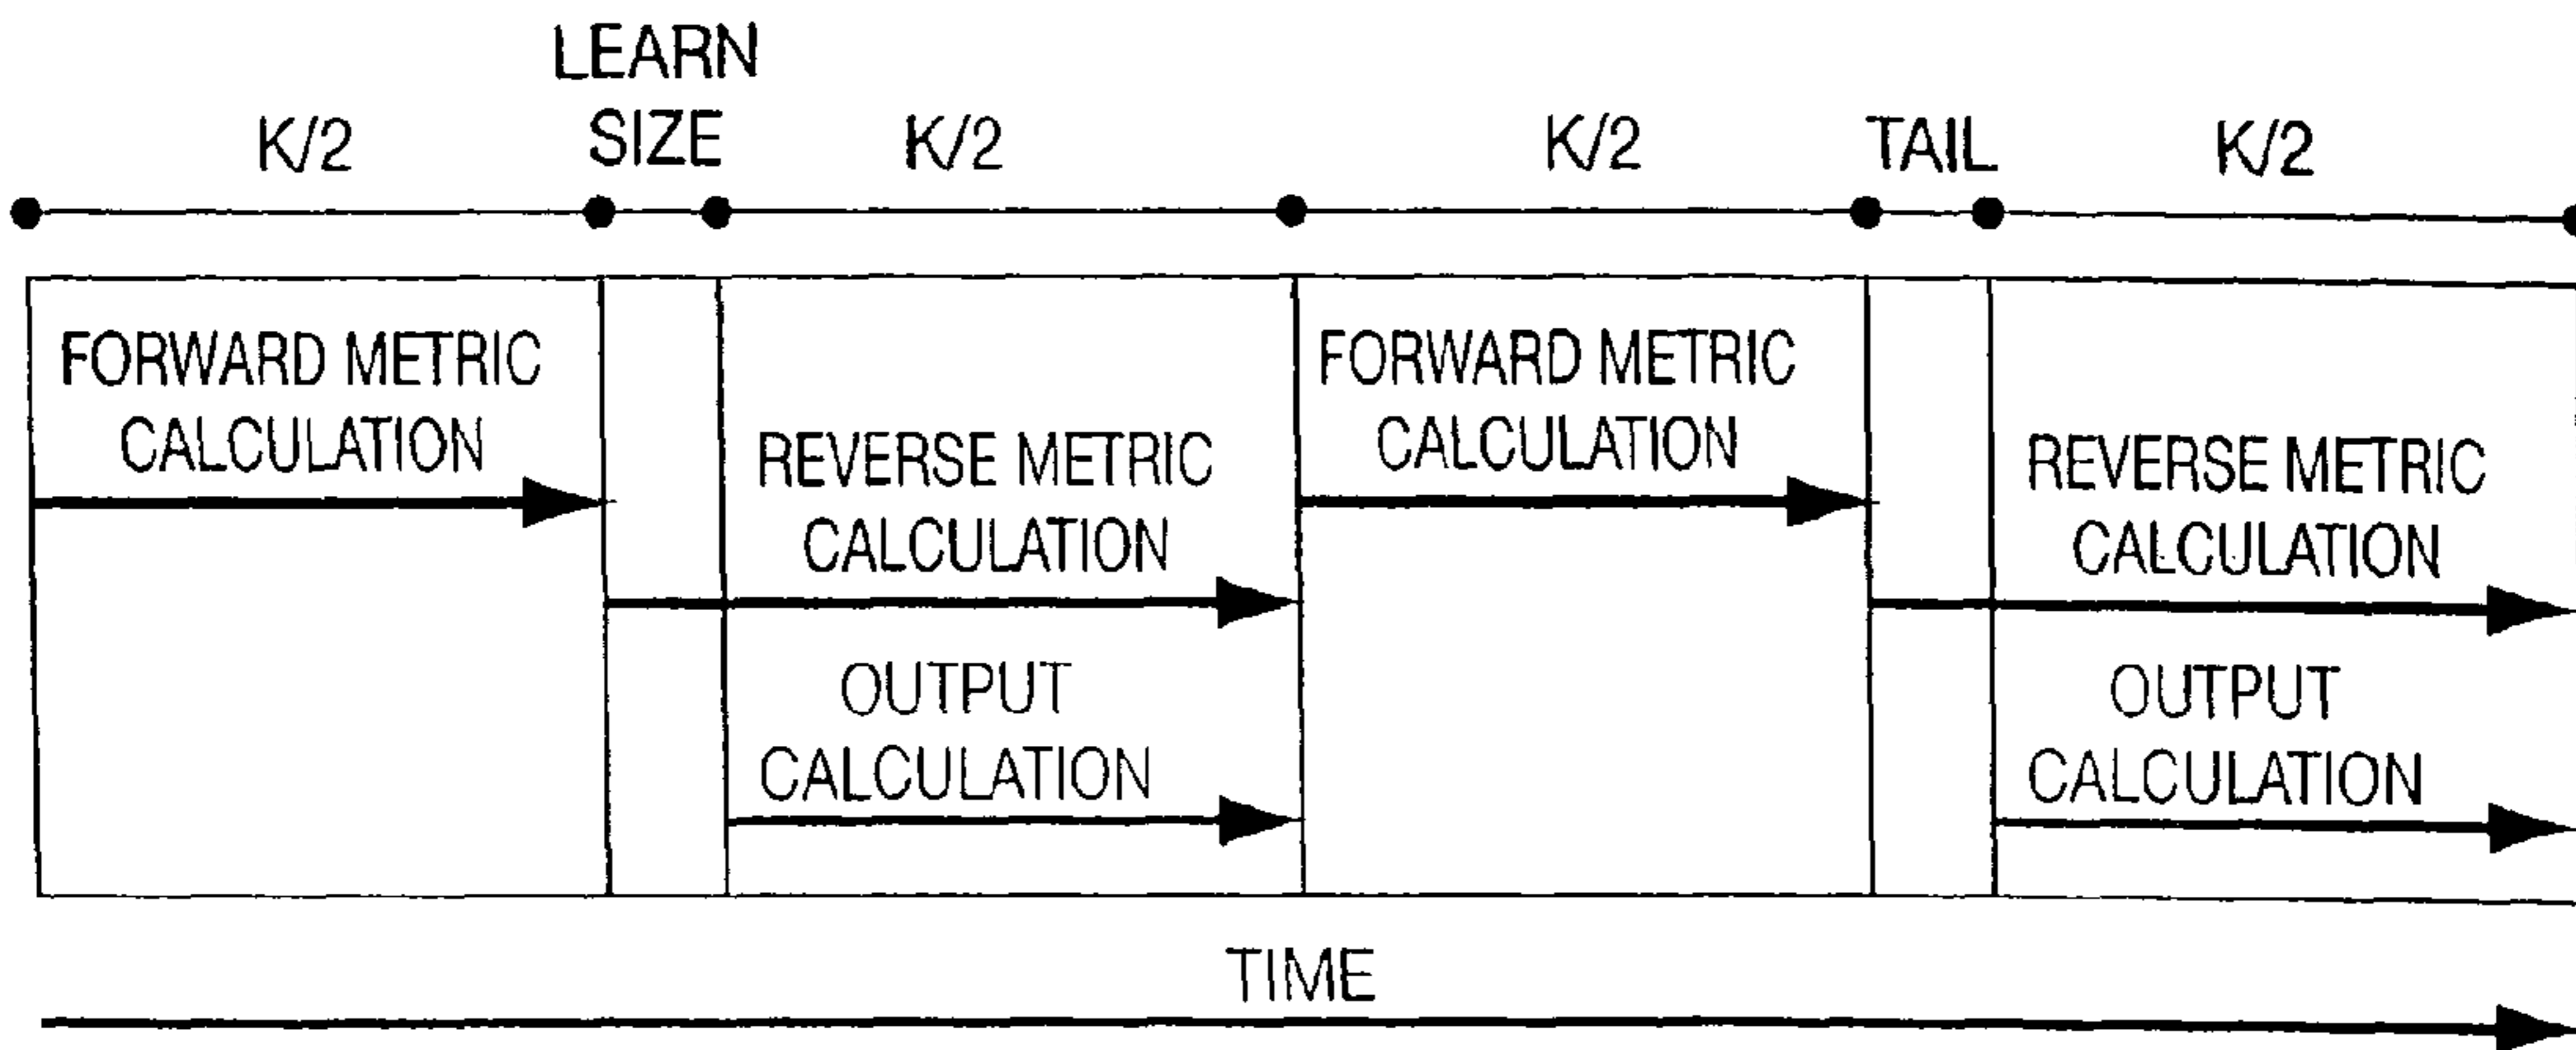 LEARN
SIZE
K/2
K/2
K/2
TAIL
K/2
FORWARD METRIC
CALCULATION
REVERSE METRIC
CALCULATION
OUTPUT
CALCULATION
FORWARD METRIC
CALCULATION
REVERSE METRIC
CALCULATION
OUTPUT
CALCULATION
TIME